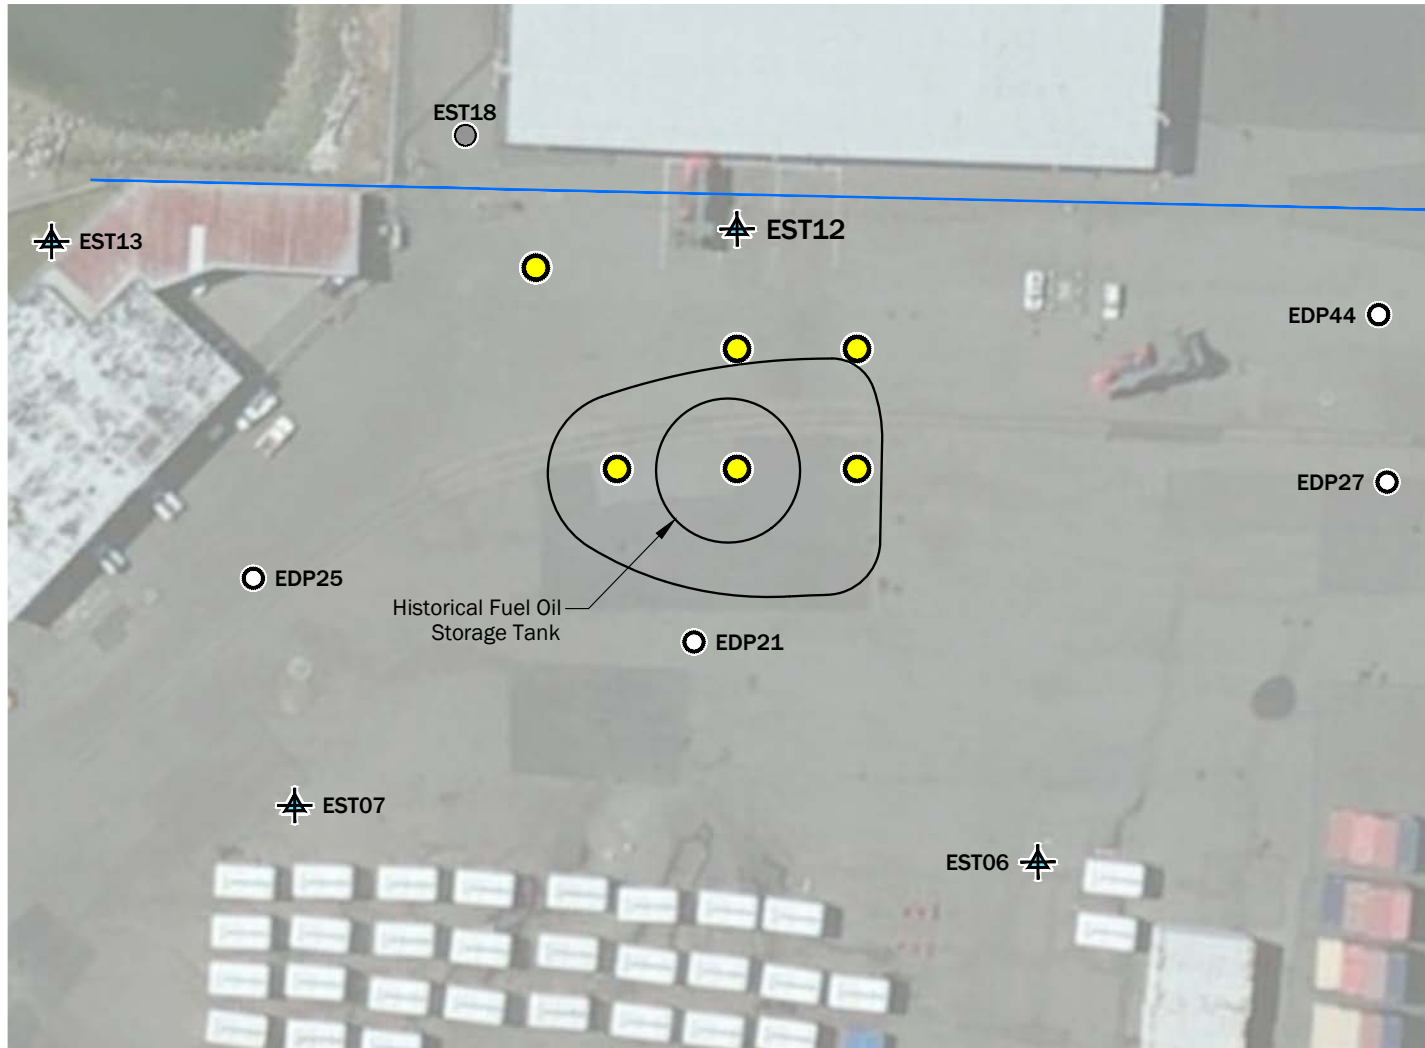 EST18
EST13
EST12
EDP44
EDP27
EDP25
Historical Fuel Oil
Storage Tank
EDP21
EST07
EST06